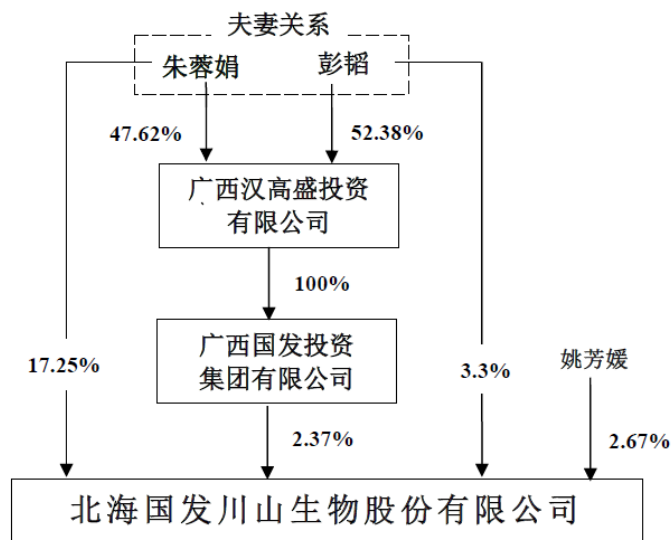 夫妻关系
朱蓉娟
彭韬
47.62%
52.38%
广西汉高盛投资
有限公司
100%
广西国发投资
集团有限公司
17.25%
3.3%
姚芳媛
2.37%
2.67%
北海国发川山生物股份有限公司